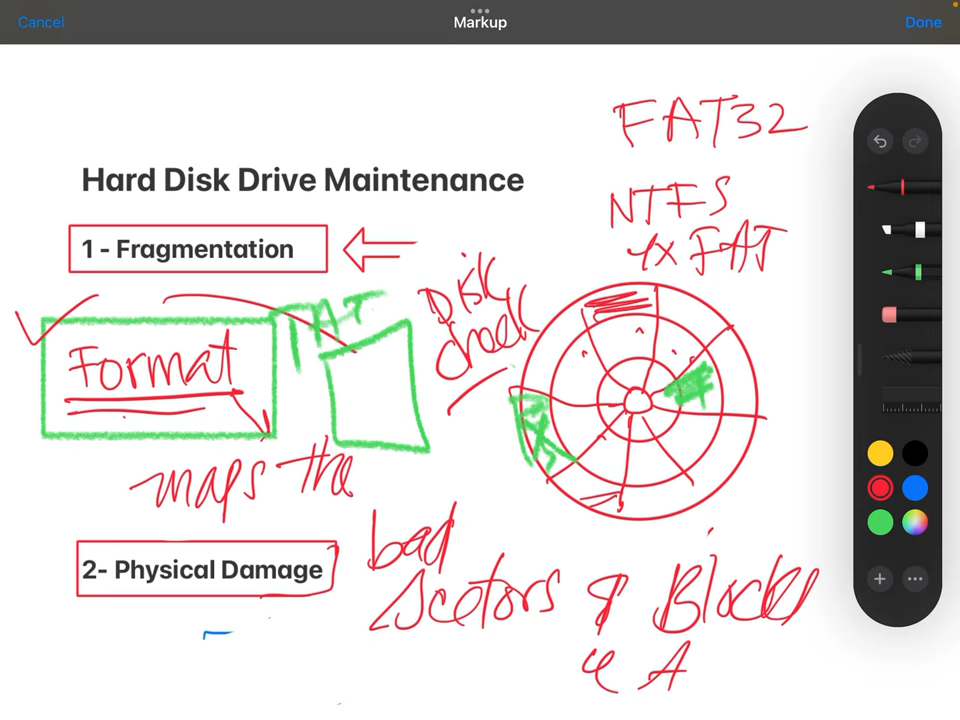 Cancel
Markup
Done
FAT32
Hard Disk Drive Maintenance
NTFS
1 - Fragmentation
FAT
Disk
check
FAT
Format
maps the
bad
2- Physical Damage
Sectors & Blocks